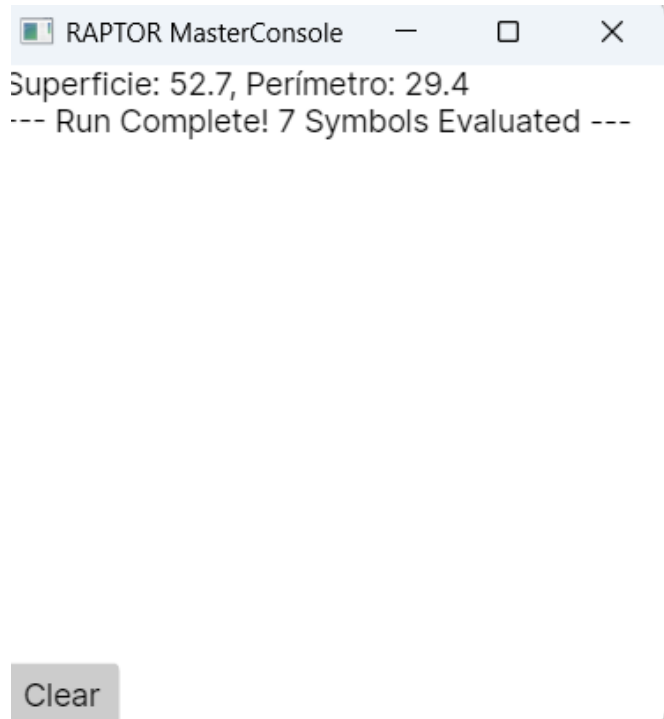 RAPTOR MasterConsole
Superficie: 52.7, Perímetro: 29.4
--- Run Complete! 7 Symbols Evaluated ---
Clear